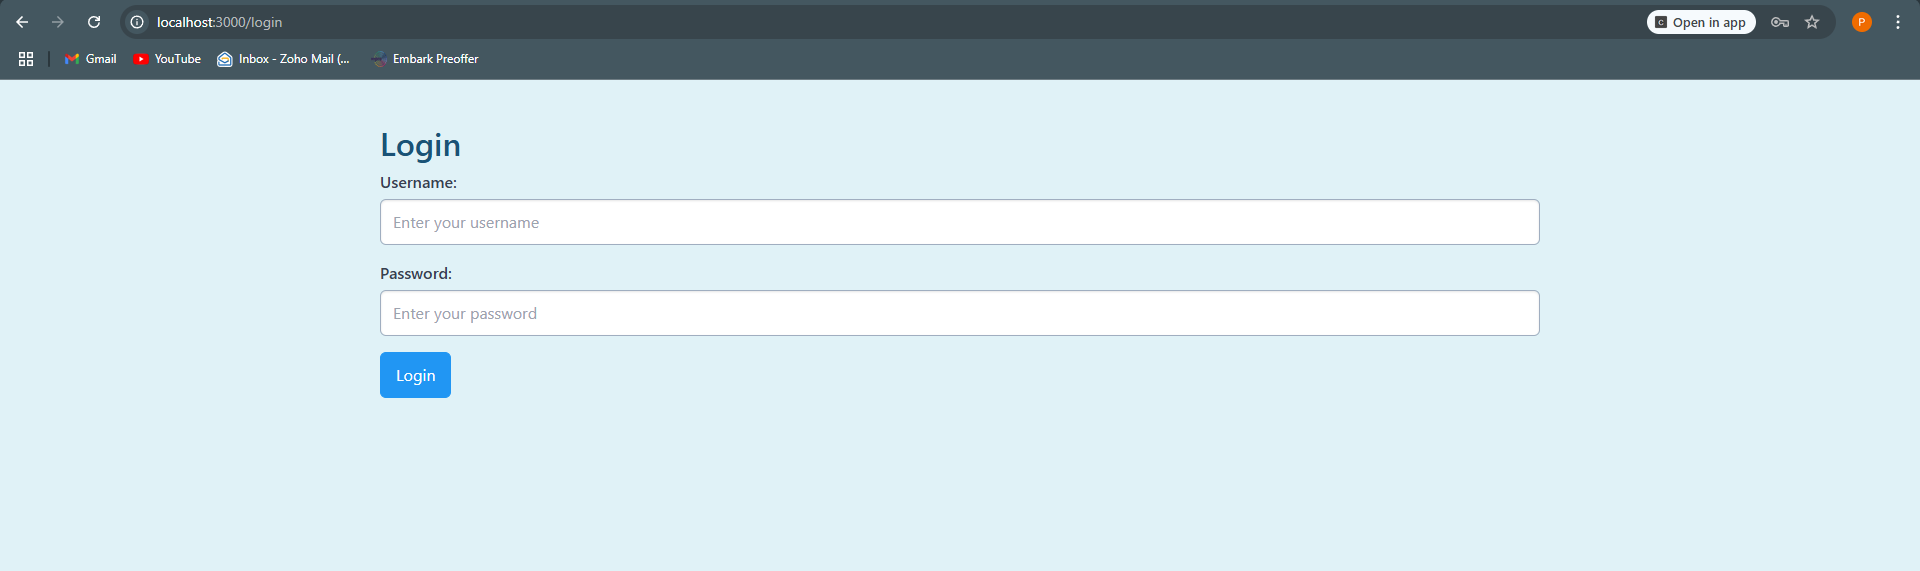 localhost:3000/login
C Open in app
P
Gmail
YouTube
Inbox - Zoho Mail (...
Embark Preoffer
Login
Username:
Enter your username
Password:
Enter your password
Login